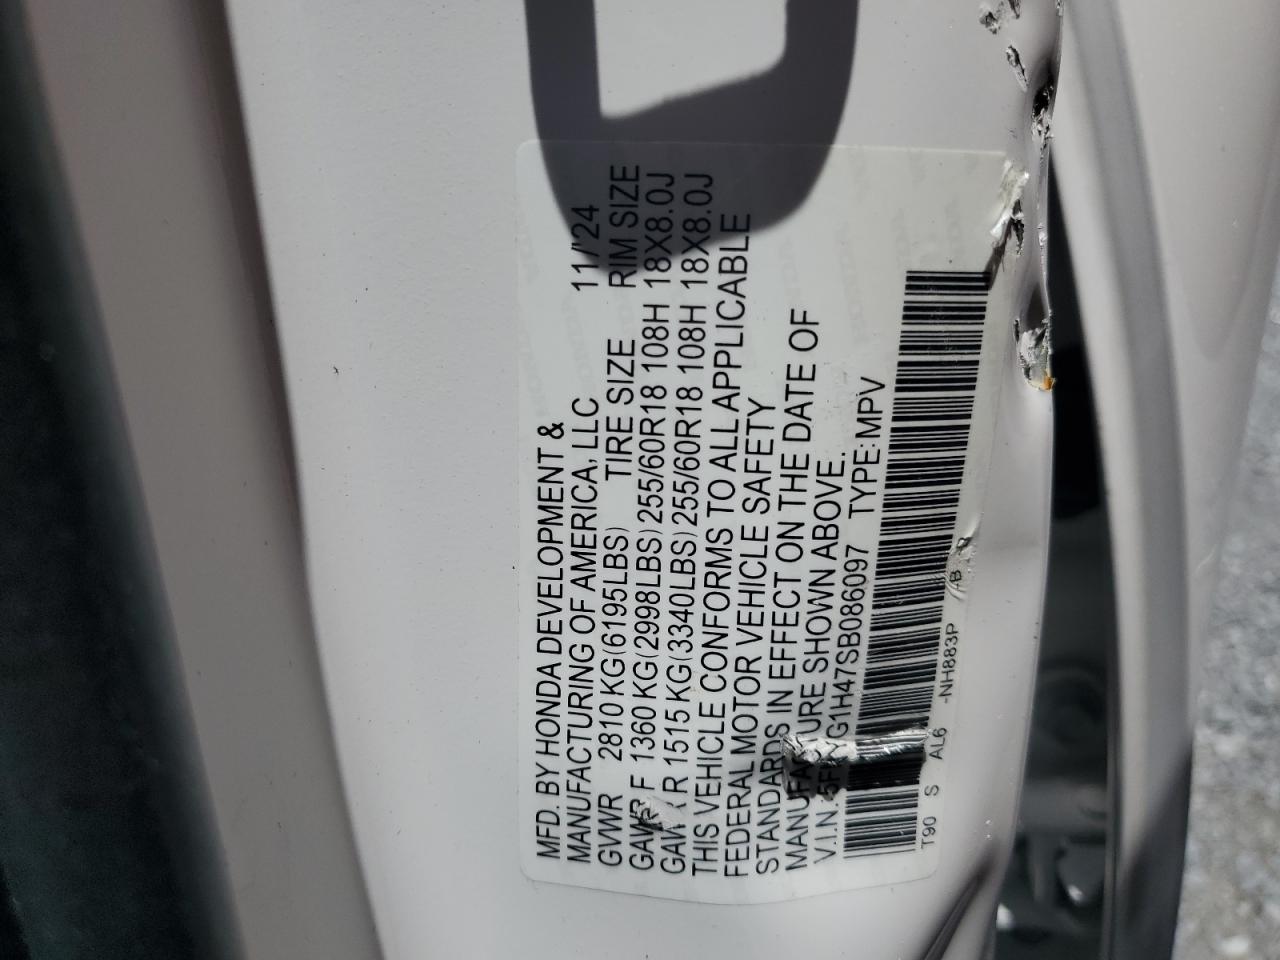 MFD. BY HONDA DEVELOPMENT &
MANUFACTURING OF AMERICA, LLC 11/'24
GVWR 2810 KG(6195LBS) TIRE SIZE RIM SIZE
GAWR F 1360 KG(2998LBS) 255/60R18 108H 18X8.0J
R 1515 KG(3340LBS) 255/60R18 108H 18X8.0J
THIS VEHICLE CONFORMS TO ALL APPLICABLE
FEDERAL MOTOR VEHICLE SAFETY
STANDARDS IN EFFECT ON THE DATE OF
SHOWN ABOVE.
V.I.N. TYPE: MPV
T90 S AL6 -NH883P /B